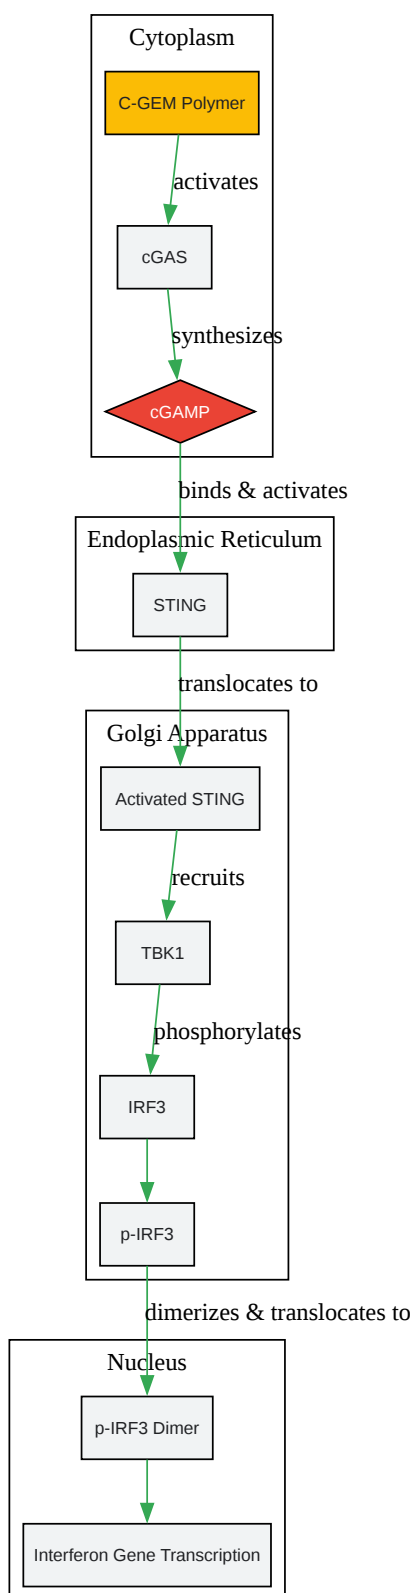 Cytoplasm
C-GEM Polymer
activates
cGAS
synthesizes
cGAMP
binds & activates
Endoplasmic Reticulum
STING
translocates to
Golgi Apparatus
Activated STING
recruits
TBK1
phosphorylates
IRF3
p-IRF3
dimerizes & translocates to
Nucleus
p-IRF3 Dimer
Interferon Gene Transcription